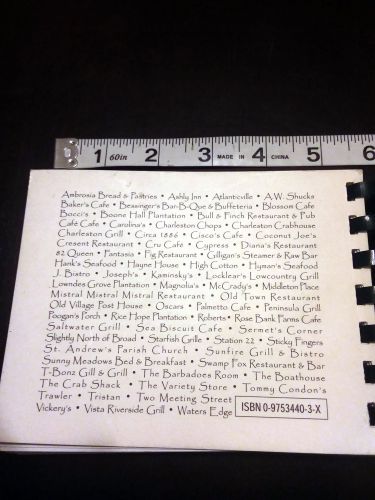 1 60in 2 3 MADE IN 4 CHINA 5 6
Ambrosia Bread & Pastries • Ashly Inn • Atlanticville • A.W. Shucks
Baker's Cafe • Bessinger's Bar-B-Que & Buffeteria • Blossom Cafe
Bocci's • Boone Hall Plantation • Bull & Finch Restaurant & Pub
Café Cafe • Carolina's • Charleston Chops • Charleston Crabhouse
Charleston Grill • Circa 1886 • Cisco's Cafe • Coconut Joe's
Cresent Restaurant • Cru Cafe • Cypress • Diana's Restaurant
82 Queen • Fantasia • Fig Restaurant • Gilligan's Steamer & Raw Bar
Hank's Seafood • Hayne House • High Cotton • Hyman's Seafood
J. Bistro • Joseph's • Kaminsky's • Locklear's Lowcountry Grill
Lowndes Grove Plantation • Magnolia's • McCrady's • Middleton Place
Mistral Mistral Mistral Restaurant • Old Town Restaurant
Old Village Post House • Oscars • Palmetto Cafe • Peninsula Grill
Poogan's Porch • Rice Hope Plantation • Roberts • Rose Bank Farms Cafe
Saltwater Grill • Sea Biscuit Cafe • Sermet's Corner
Slightly North of Broad • Starfish Grille • Station 22 • Sticky Fingers
St. Andrew's Parish Church • Sunfire Grill & Bistro
Sunny Meadows Bed & Breakfast • Swamp Fox Restaurant & Bar
T-Bonz Gill & Grill • The Barbadoes Room • The Boathouse
The Crab Shack • The Variety Store • Tommy Condon's
Trawler • Tristan • Two Meeting Street
Vickery's • Vista Riverside Grill • Waters Edge
ISBN 0-9753440-3-X